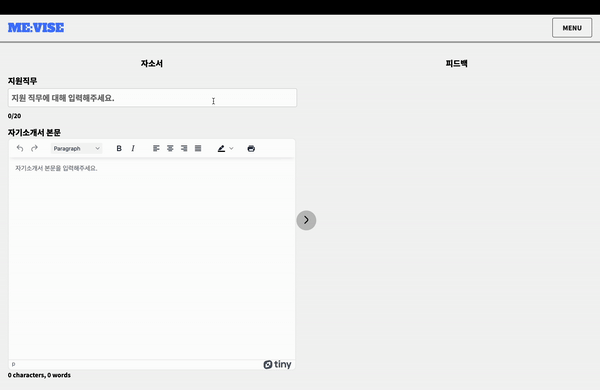 ME:VISE
MENU
자소서
피드백
지원직무
지원 직무에 대해 입력해주세요.
0/20
자기소개서 본문
Paragraph
B I
자기소개서 본문을 입력해주세요.
p
tiny
0 characters, 0 words